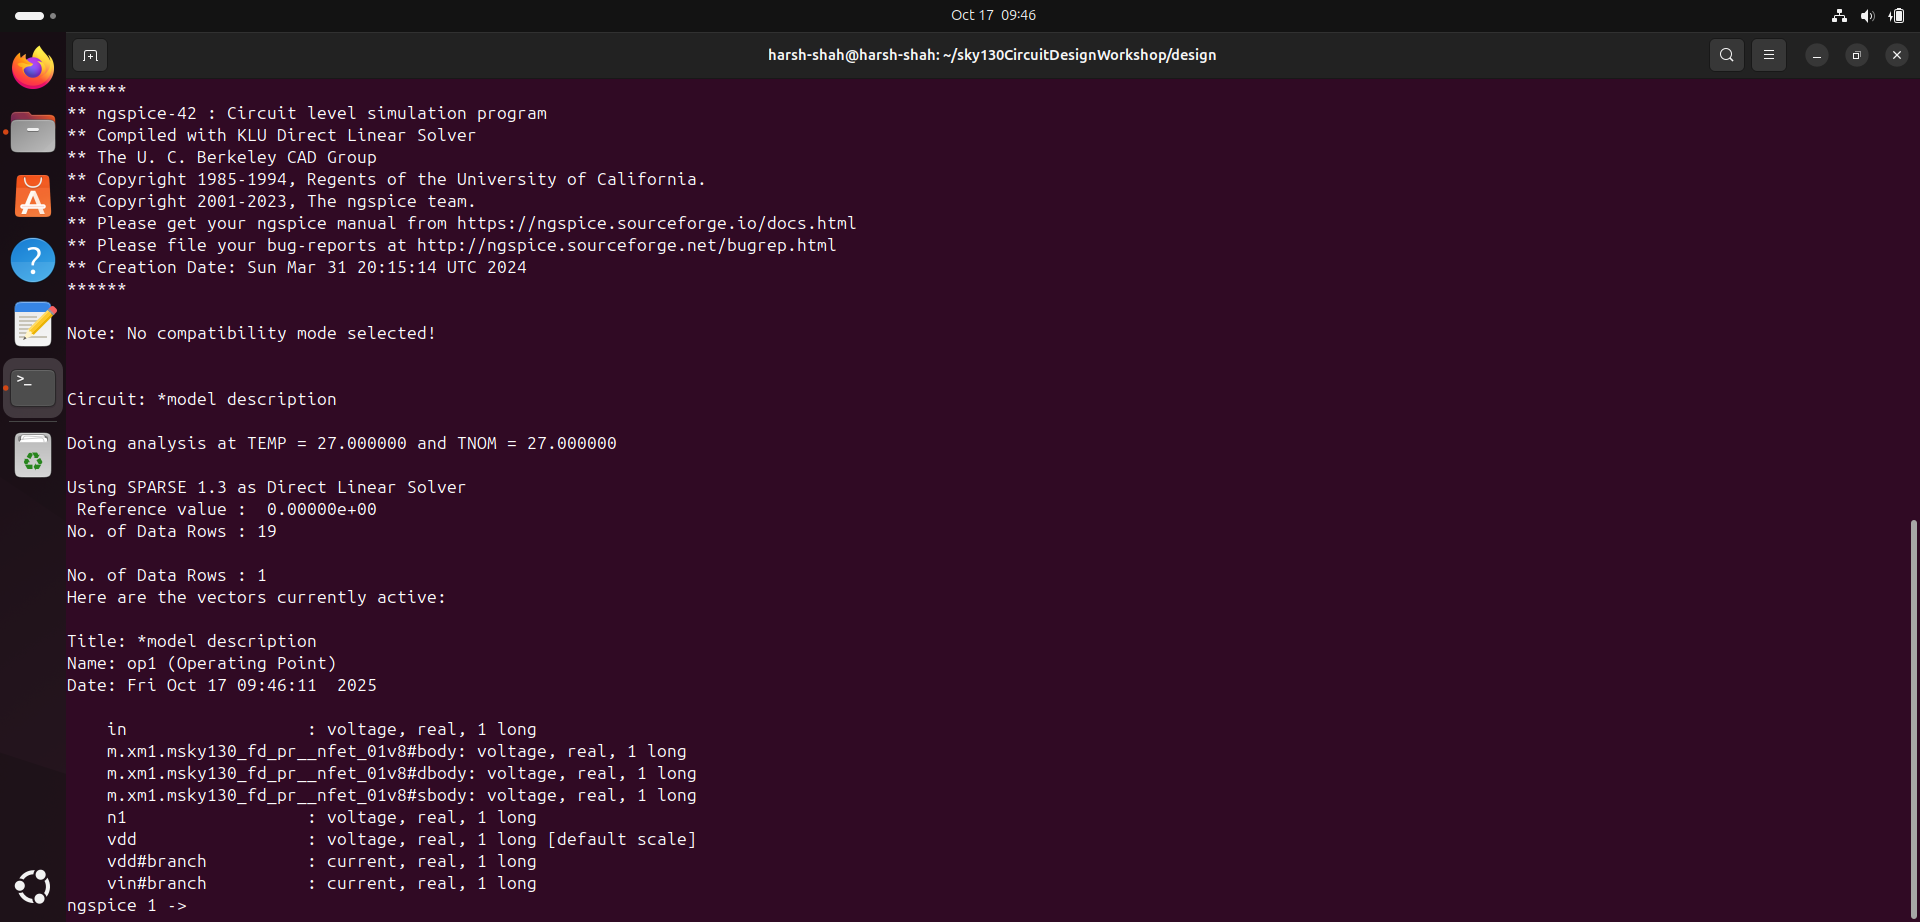 Oct 17 09:46
harsh-shah@harsh-shah: ~/sky130CircuitDesignWorkshop/design
******
** ngspice-42 : Circuit level simulation program
** Compiled with KLU Direct Linear Solver
** The U. C. Berkeley CAD Group
** Copyright 1985-1994, Regents of the University of California.
** Copyright 2001-2023, The ngspice team.
** Please get your ngspice manual from https://ngspice.sourceforge.io/docs.html
** Please file your bug-reports at http://ngspice.sourceforge.net/bugrep.html
** Creation Date: Sun Mar 31 20:15:14 UTC 2024
******
Note: No compatibility mode selected!
Circuit: *model description
Doing analysis at TEMP = 27.000000 and TNOM = 27.000000
Using SPARSE 1.3 as Direct Linear Solver
 Reference value :  0.00000e+00
No. of Data Rows : 19
No. of Data Rows : 1
Here are the vectors currently active:
Title: *model description
Name: op1 (Operating Point)
Date: Fri Oct 17 09:46:11  2025
    in                  : voltage, real, 1 long
    m.xm1.msky130_fd_pr__nfet_01v8#body: voltage, real, 1 long
    m.xm1.msky130_fd_pr__nfet_01v8#dbody: voltage, real, 1 long
    m.xm1.msky130_fd_pr__nfet_01v8#sbody: voltage, real, 1 long
    n1                  : voltage, real, 1 long
    vdd                 : voltage, real, 1 long [default scale]
    vdd#branch          : current, real, 1 long
    vin#branch          : current, real, 1 long
ngspice 1 ->